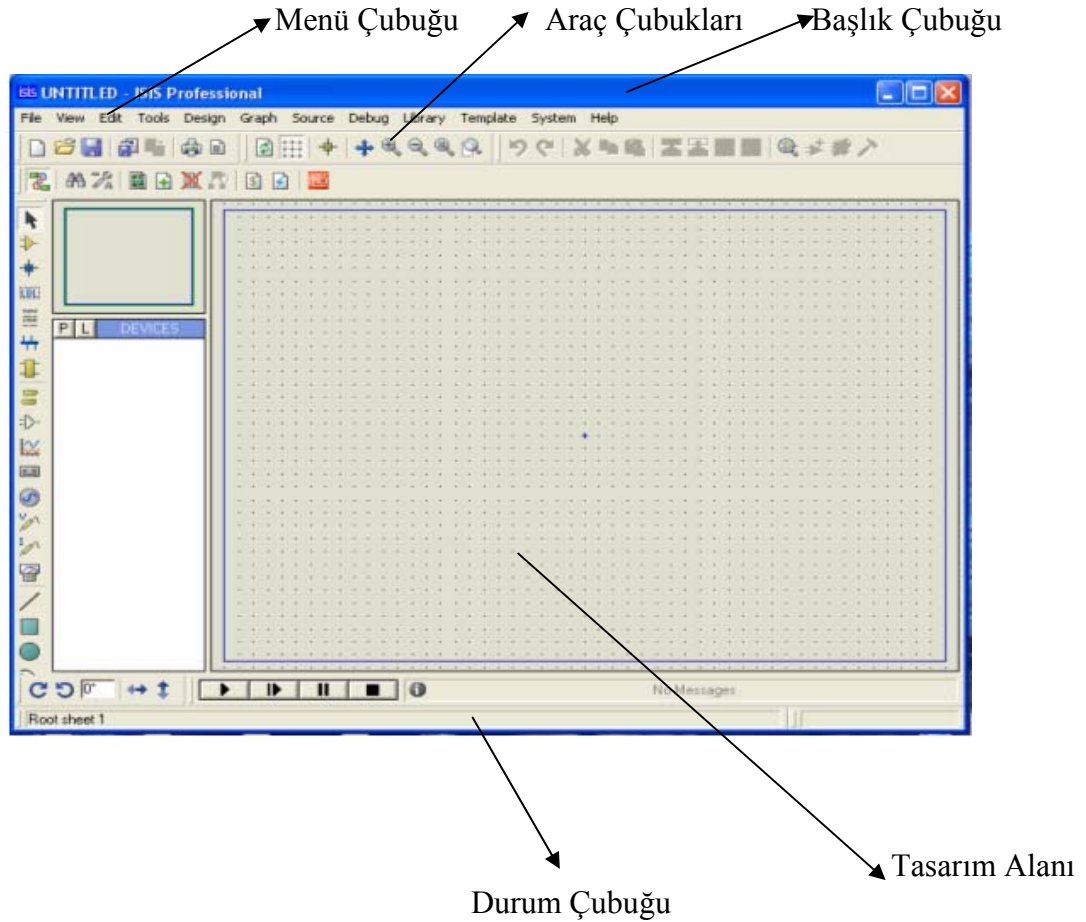 Menü Çubuğu Araç Çubukları Başlık Çubuğu
UNTITLED - ISIS Professional
File View Edit Tools Design Graph Source Debug Library Template System Help
P L DEVICES
0°
No Messages
Root sheet 1
Tasarım Alanı
Durum Çubuğu